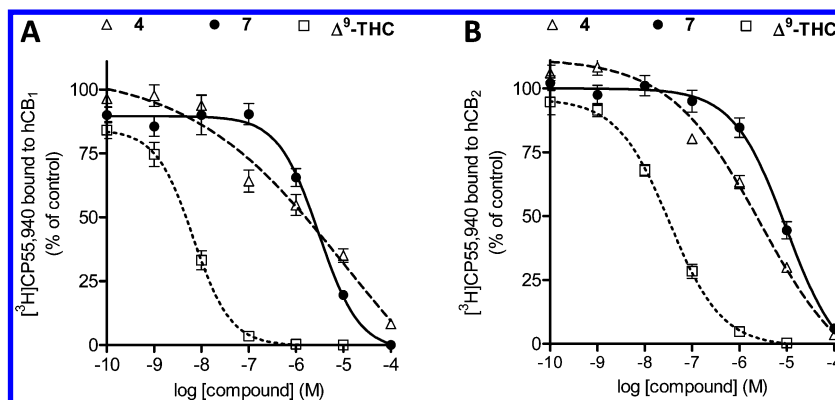 A
4 7 Δ⁹-THC
[³H]CP55,940 bound to hCB₁
(% of control)
100
75
50
25
0
-10 -9 -8 -7 -6 -5 -4
log [compound] (M)
B
4 7 Δ⁹-THC
[³H]CP55,940 bound to hCB₂
(% of control)
100
75
50
25
0
-10 -9 -8 -7 -6 -5 -4
log [compound] (M)